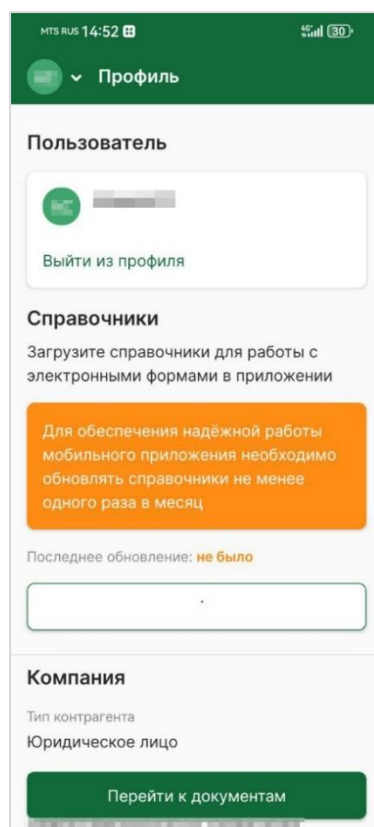 MTS RUS 14:52
4G 30
Профиль
Пользователь
Выйти из профиля
Справочники
Загрузите справочники для работы с
электронными формами в приложении
Для обеспечения надёжной работы
мобильного приложения необходимо
обновлять справочники не менее
одного раза в месяц
Последнее обновление: не было
Компания
Тип контрагента
Юридическое лицо
Перейти к документам